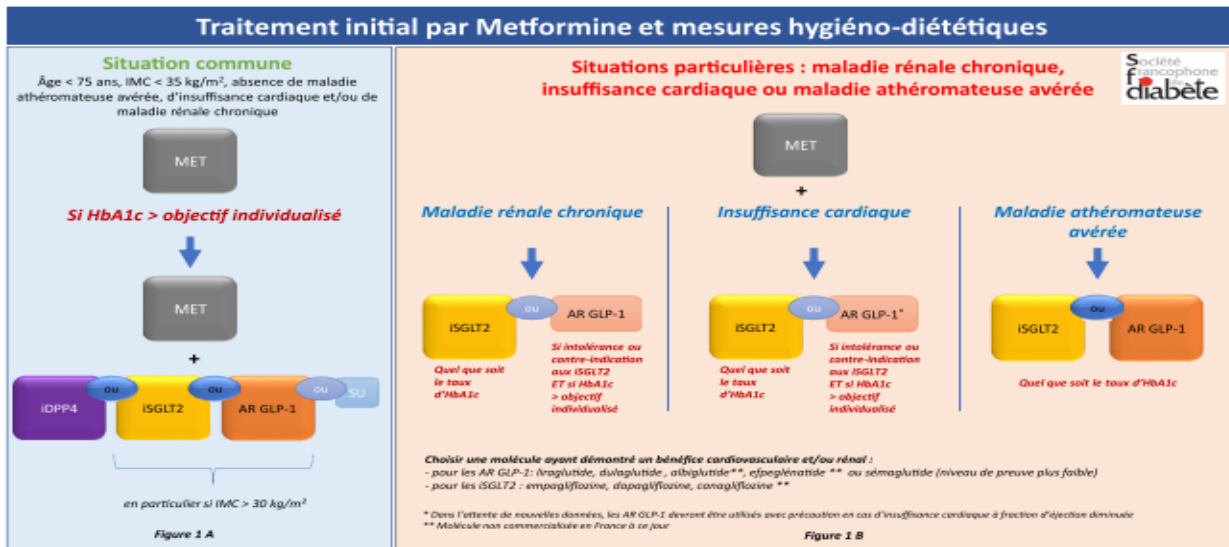 Traitement initial par Metformine et mesures hygiéno-diététiques
Situation commune
Âge < 75 ans, IMC < 35 kg/m², absence de maladie
athéromateuse avérée, d'insuffisance cardiaque et/ou de
maladie rénale chronique
MET
Si HbA1c > objectif individualisé
MET
+
iDPP4
ou
iSGLT2
ou
AR GLP-1
ou
SU
en particulier si IMC > 30 kg/m²
Figure 1 A
Situations particulières : maladie rénale chronique,
insuffisance cardiaque ou maladie athéromateuse avérée
Société
francophone
du
diabète
MET
+
Maladie rénale chronique
iSGLT2
ou
AR GLP-1
Quel que soit
le taux
d'HbA1c
Si intolérance ou
contre-indication
aux iSGLT2
ET si HbA1c
> objectif
individualisé
Insuffisance cardiaque
iSGLT2
ou
AR GLP-1*
Quel que soit
le taux
d'HbA1c
Si intolérance ou
contre-indication
aux iSGLT2
ET si HbA1c
> objectif
individualisé
Maladie athéromateuse
avérée
iSGLT2
ou
AR GLP-1
Quel que soit le taux d'HbA1c
Choisir une molécule ayant démontré un bénéfice cardiovasculaire et/ou rénal :
- pour les AR GLP-1: liraglutide, dulaglutide , albiglutide**, efpeglénatide ** ou sémaglutide (niveau de preuve plus faible)
- pour les iSGLT2 : empagliflozine, dapagliflozine, canagliflozine **
* Dans l'attente de nouvelles données, les AR GLP-1 devront être utilisés avec précaution en cas d'insuffisance cardiaque à fraction d'éjection diminuée
** Molécule non commercialisée en France à ce jour
Figure 1 B